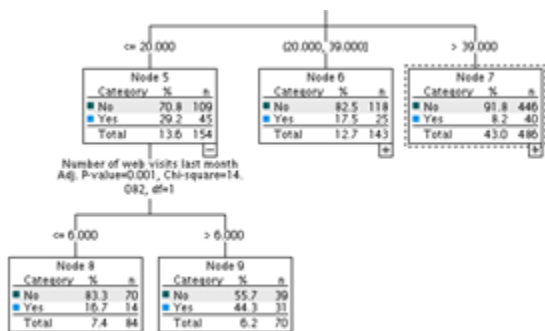 <= 20.000
(20.000, 39.000]
> 39.000
Node 5
Category % n
No 70.8 109
Yes 29.2 45
Total 13.6 154
Node 6
Category % n
No 82.5 118
Yes 17.5 25
Total 12.7 143
Node 7
Category % n
No 91.8 446
Yes 8.2 40
Total 43.0 486
Number of web visits last month
Adj. P-value=0.001, Chi-square=14.
082, df=1
<= 6.000
> 6.000
Node 8
Category % n
No 83.3 70
Yes 16.7 14
Total 7.4 84
Node 9
Category % n
No 55.7 39
Yes 44.3 31
Total 6.2 70